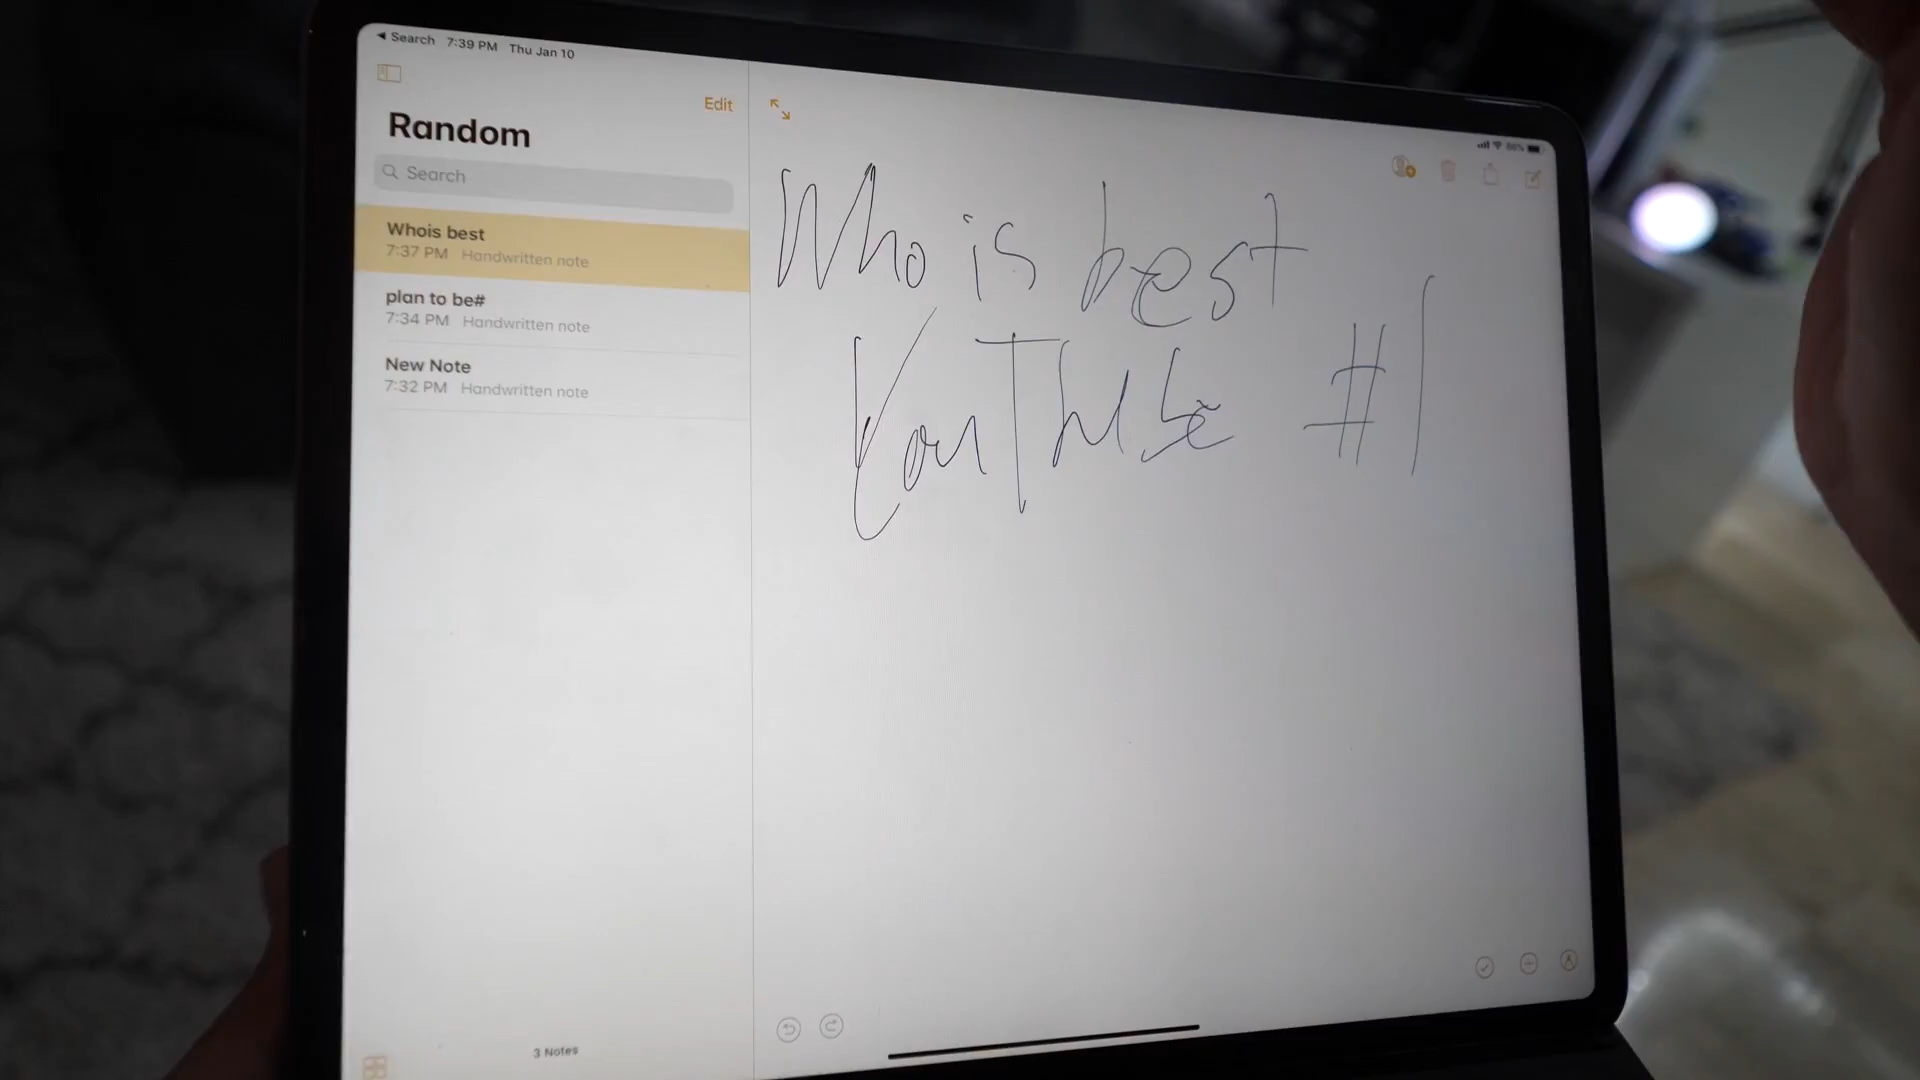 Search 7:39 PM Thu Jan 10
86%
Edit
Random
Search
Whois best
7:37 PM Handwritten note
plan to be#
7:34 PM Handwritten note
New Note
7:32 PM Handwritten note
3 Notes
Who is best
#1